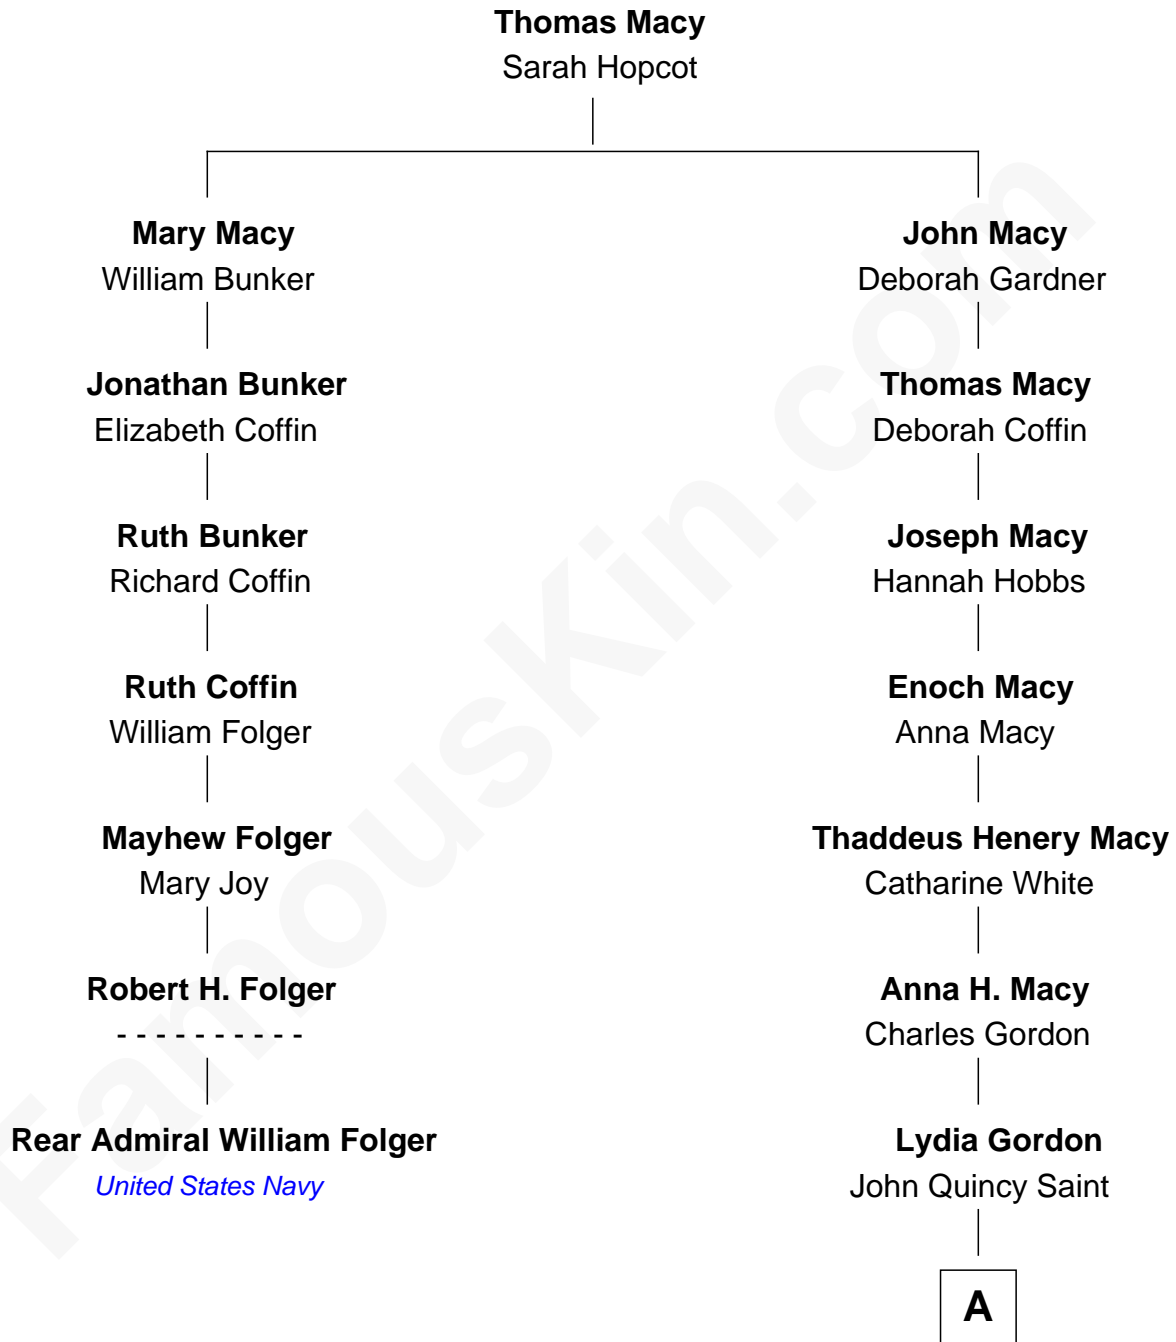 Thomas Macy
Sarah Hopcot
Mary Macy
William Bunker
John Macy
Deborah Gardner
Jonathan Bunker
Elizabeth Coffin
Thomas Macy
Deborah Coffin
Ruth Bunker
Richard Coffin
Joseph Macy
Hannah Hobbs
Ruth Coffin
William Folger
Enoch Macy
Anna Macy
Mayhew Folger
Mary Joy
Thaddeus Henery Macy
Catharine White
Robert H. Folger
- - - - - - - - - -
Anna H. Macy
Charles Gordon
Rear Admiral William Folger
United States Navy
Lydia Gordon
John Quincy Saint
A
FamousKin.com